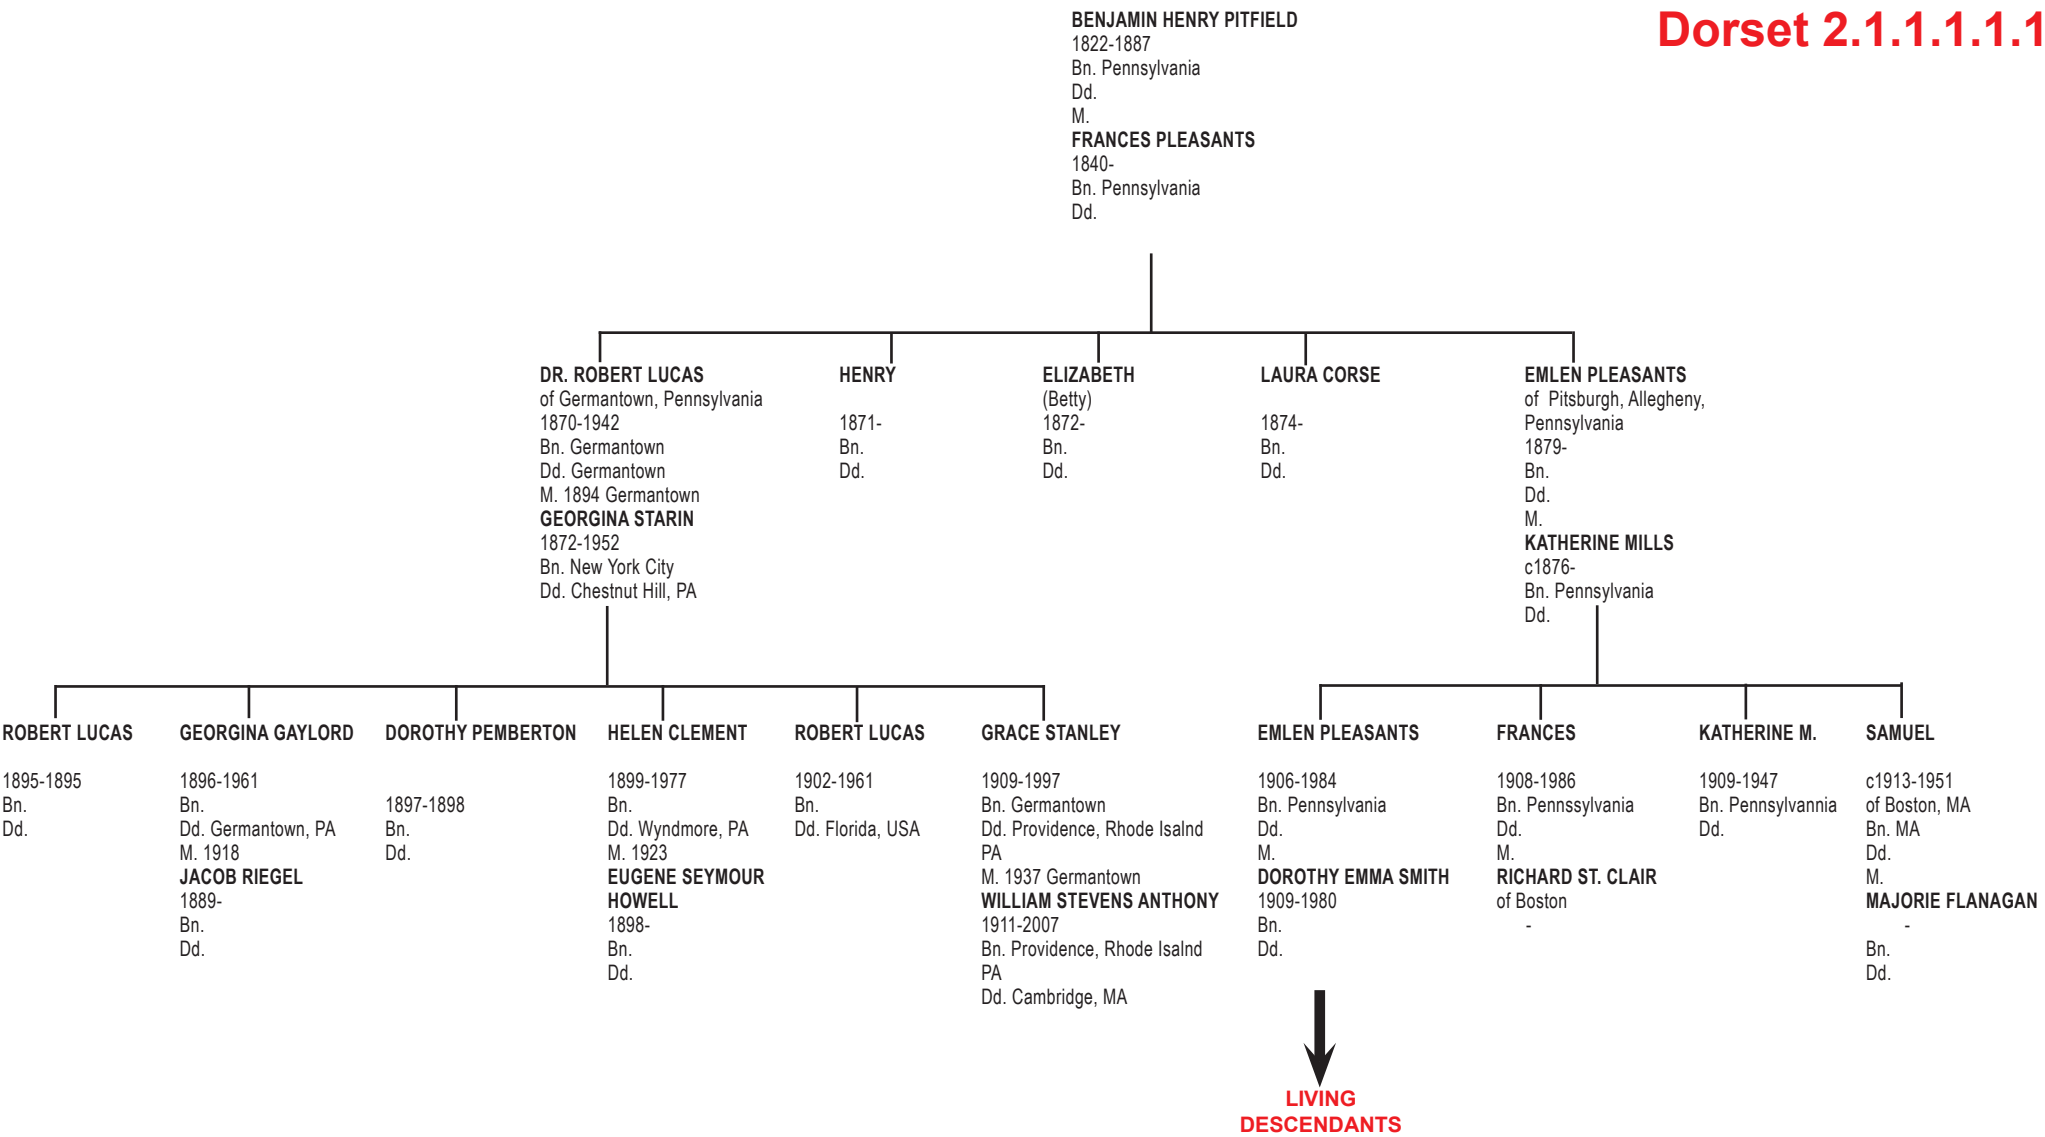 Dorset 2.1.1.1.1.1
BENJAMIN HENRY PITFIELD
1822-1887
Bn. Pennsylvania
Dd.
M.
FRANCES PLEASANTS
1840-
Bn. Pennsylvania
Dd.
DR. ROBERT LUCAS
of Germantown, Pennsylvania
1870-1942
Bn. Germantown
Dd. Germantown
M. 1894 Germantown
GEORGINA STARIN
1872-1952
Bn. New York City
Dd. Chestnut Hill, PA
HENRY
1871-
Bn.
Dd.
ELIZABETH
(Betty)
1872-
Bn.
Dd.
LAURA CORSE
1874-
Bn.
Dd.
EMLEN PLEASANTS
of Pitsburgh, Allegheny,
Pennsylvania
1879-
Bn.
Dd.
M.
KATHERINE MILLS
c1876-
Bn. Pennsylvania
Dd.
ROBERT LUCAS
1895-1895
Bn.
Dd.
GEORGINA GAYLORD
1896-1961
Bn.
Dd. Germantown, PA
M. 1918
JACOB RIEGEL
1889-
Bn.
Dd.
DOROTHY PEMBERTON
1897-1898
Bn.
Dd.
HELEN CLEMENT
1899-1977
Bn.
Dd. Wyndmore, PA
M. 1923
EUGENE SEYMOUR
HOWELL
1898-
Bn.
Dd.
ROBERT LUCAS
1902-1961
Bn.
Dd. Florida, USA
GRACE STANLEY
1909-1997
Bn. Germantown
Dd. Providence, Rhode Isalnd
PA
M. 1937 Germantown
WILLIAM STEVENS ANTHONY
1911-2007
Bn. Providence, Rhode Isalnd
PA
Dd. Cambridge, MA
EMLEN PLEASANTS
1906-1984
Bn. Pennsylvania
Dd.
M.
DOROTHY EMMA SMITH
1909-1980
Bn.
Dd.
FRANCES
1908-1986
Bn. Pennssylvania
Dd.
M.
RICHARD ST. CLAIR
of Boston
-
KATHERINE M.
1909-1947
Bn. Pennsylvannia
Dd.
SAMUEL
c1913-1951
of Boston, MA
Bn. MA
Dd.
M.
MAJORIE FLANAGAN
-
Bn.
Dd.
LIVING
DESCENDANTS